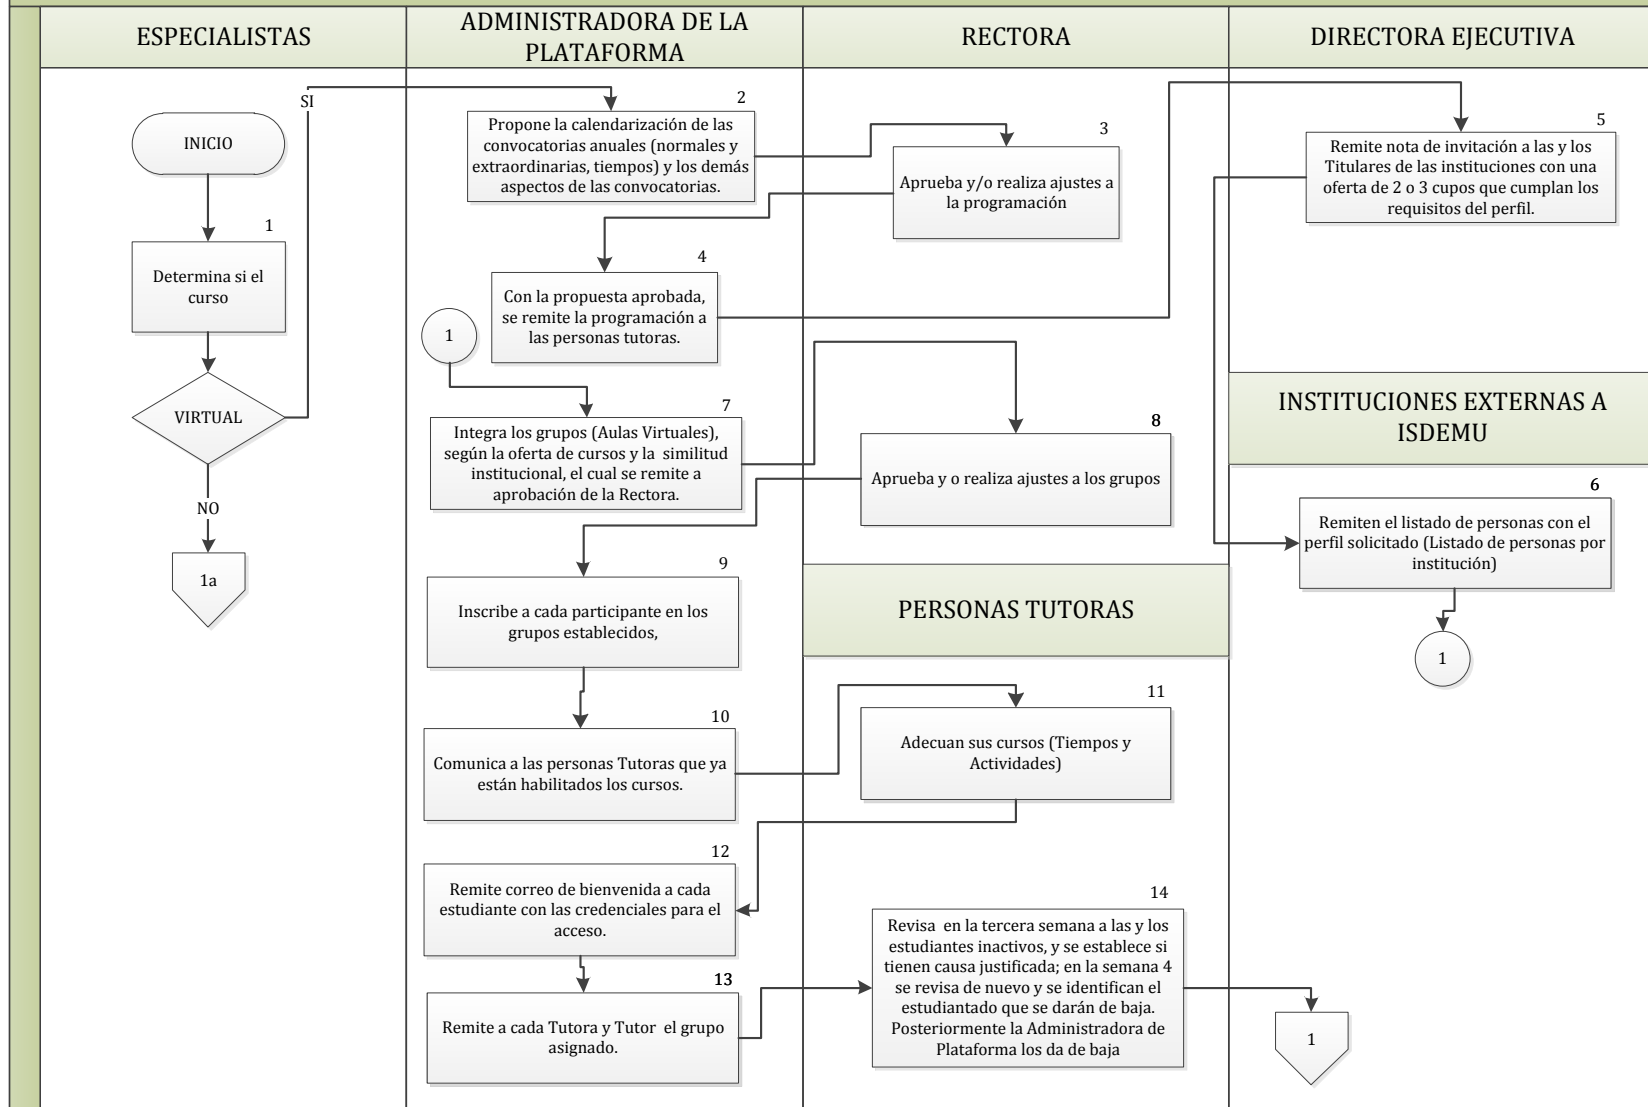 ESPECIALISTAS
ADMINISTRADORA DE LA
PLATAFORMA
RECTORA
DIRECTORA EJECUTIVA
INICIO
1
Determina si el
curso
VIRTUAL
SI
NO
1a
2
Propone la calendarización de las
convocatorias anuales (normales y
extraordinarias, tiempos) y los demás
aspectos de las convocatorias.
3
Aprueba y/o realiza ajustes a
la programación
4
Con la propuesta aprobada,
se remite la programación a
las personas tutoras.
5
Remite nota de invitación a las y los
Titulares de las instituciones con una
oferta de 2 o 3 cupos que cumplan los
requisitos del perfil.
INSTITUCIONES EXTERNAS A
ISDEMU
6
Remiten el listado de personas con el
perfil solicitado (Listado de personas por
institución)
1
1
7
Integra los grupos (Aulas Virtuales),
según la oferta de cursos y la similitud
institucional, el cual se remite a
aprobación de la Rectora.
8
Aprueba y o realiza ajustes a los grupos
9
Inscribe a cada participante en los
grupos establecidos,
PERSONAS TUTORAS
10
Comunica a las personas Tutoras que ya
están habilitados los cursos.
11
Adecuan sus cursos (Tiempos y
Actividades)
12
Remite correo de bienvenida a cada
estudiante con las credenciales para el
acceso.
13
Remite a cada Tutora y Tutor el grupo
asignado.
14
Revisa en la tercera semana a las y los
estudiantes inactivos, y se establece si
tienen causa justificada; en la semana 4
se revisa de nuevo y se identifican el
estudiantado que se darán de baja.
Posteriormente la Administradora de
Plataforma los da de baja
1